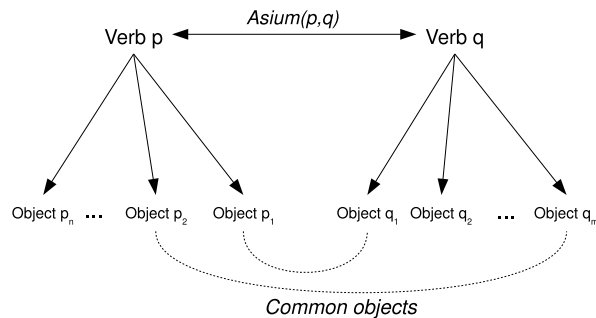 Asium(p,q)
Verb p Verb q
Object pn ... Object p2 Object p1 Object q1 Object q2 ... Object qm
Common objects